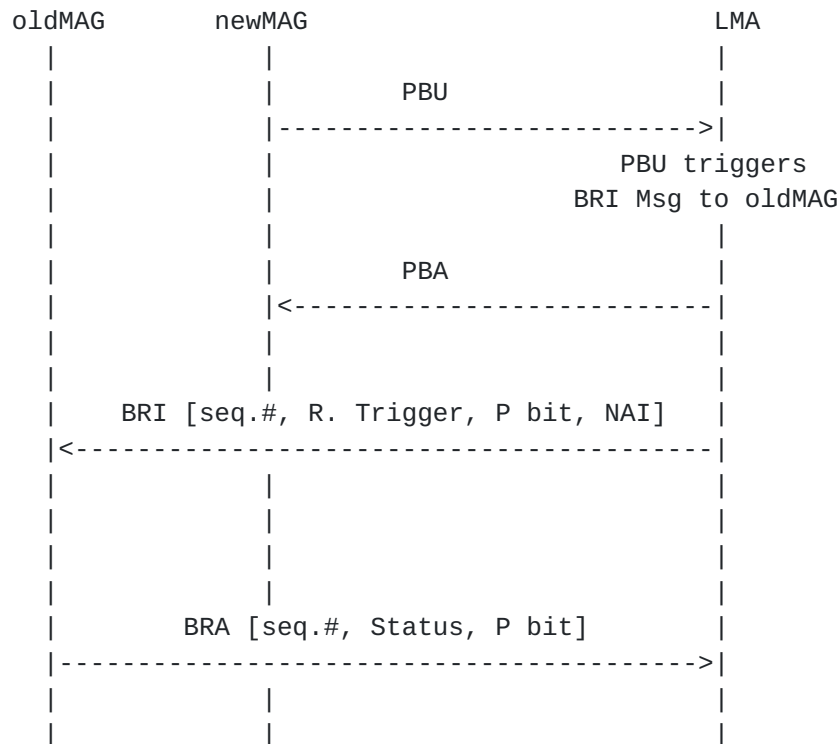 oldMAG newMAG LMA
PBU
PBU triggers
BRI Msg to oldMAG
PBA
BRI [seq.#, R. Trigger, P bit, NAI]
BRA [seq.#, Status, P bit]